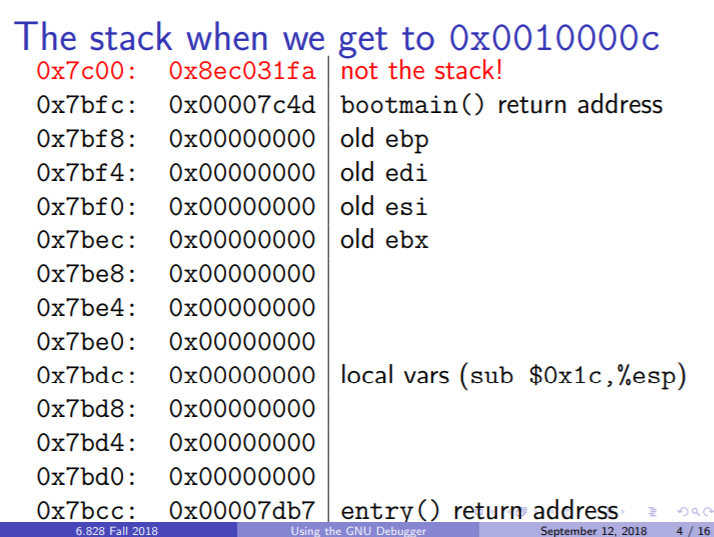 The stack when we get to 0x0010000c
0x7c00: 0x8ec031fa not the stack!
0x7bfc: 0x00007c4d bootmain() return address
0x7bf8: 0x00000000 old ebp
0x7bf4: 0x00000000 old edi
0x7bf0: 0x00000000 old esi
0x7bec: 0x00000000 old ebx
0x7be8: 0x00000000
0x7be4: 0x00000000
0x7be0: 0x00000000
0x7bdc: 0x00000000 local vars (sub $0x1c,%esp)
0x7bd8: 0x00000000
0x7bd4: 0x00000000
0x7bd0: 0x00000000
0x7bcc: 0x00007db7 entry() return address
6.828 Fall 2018 Using the GNU Debugger September 12, 2018 4 / 16